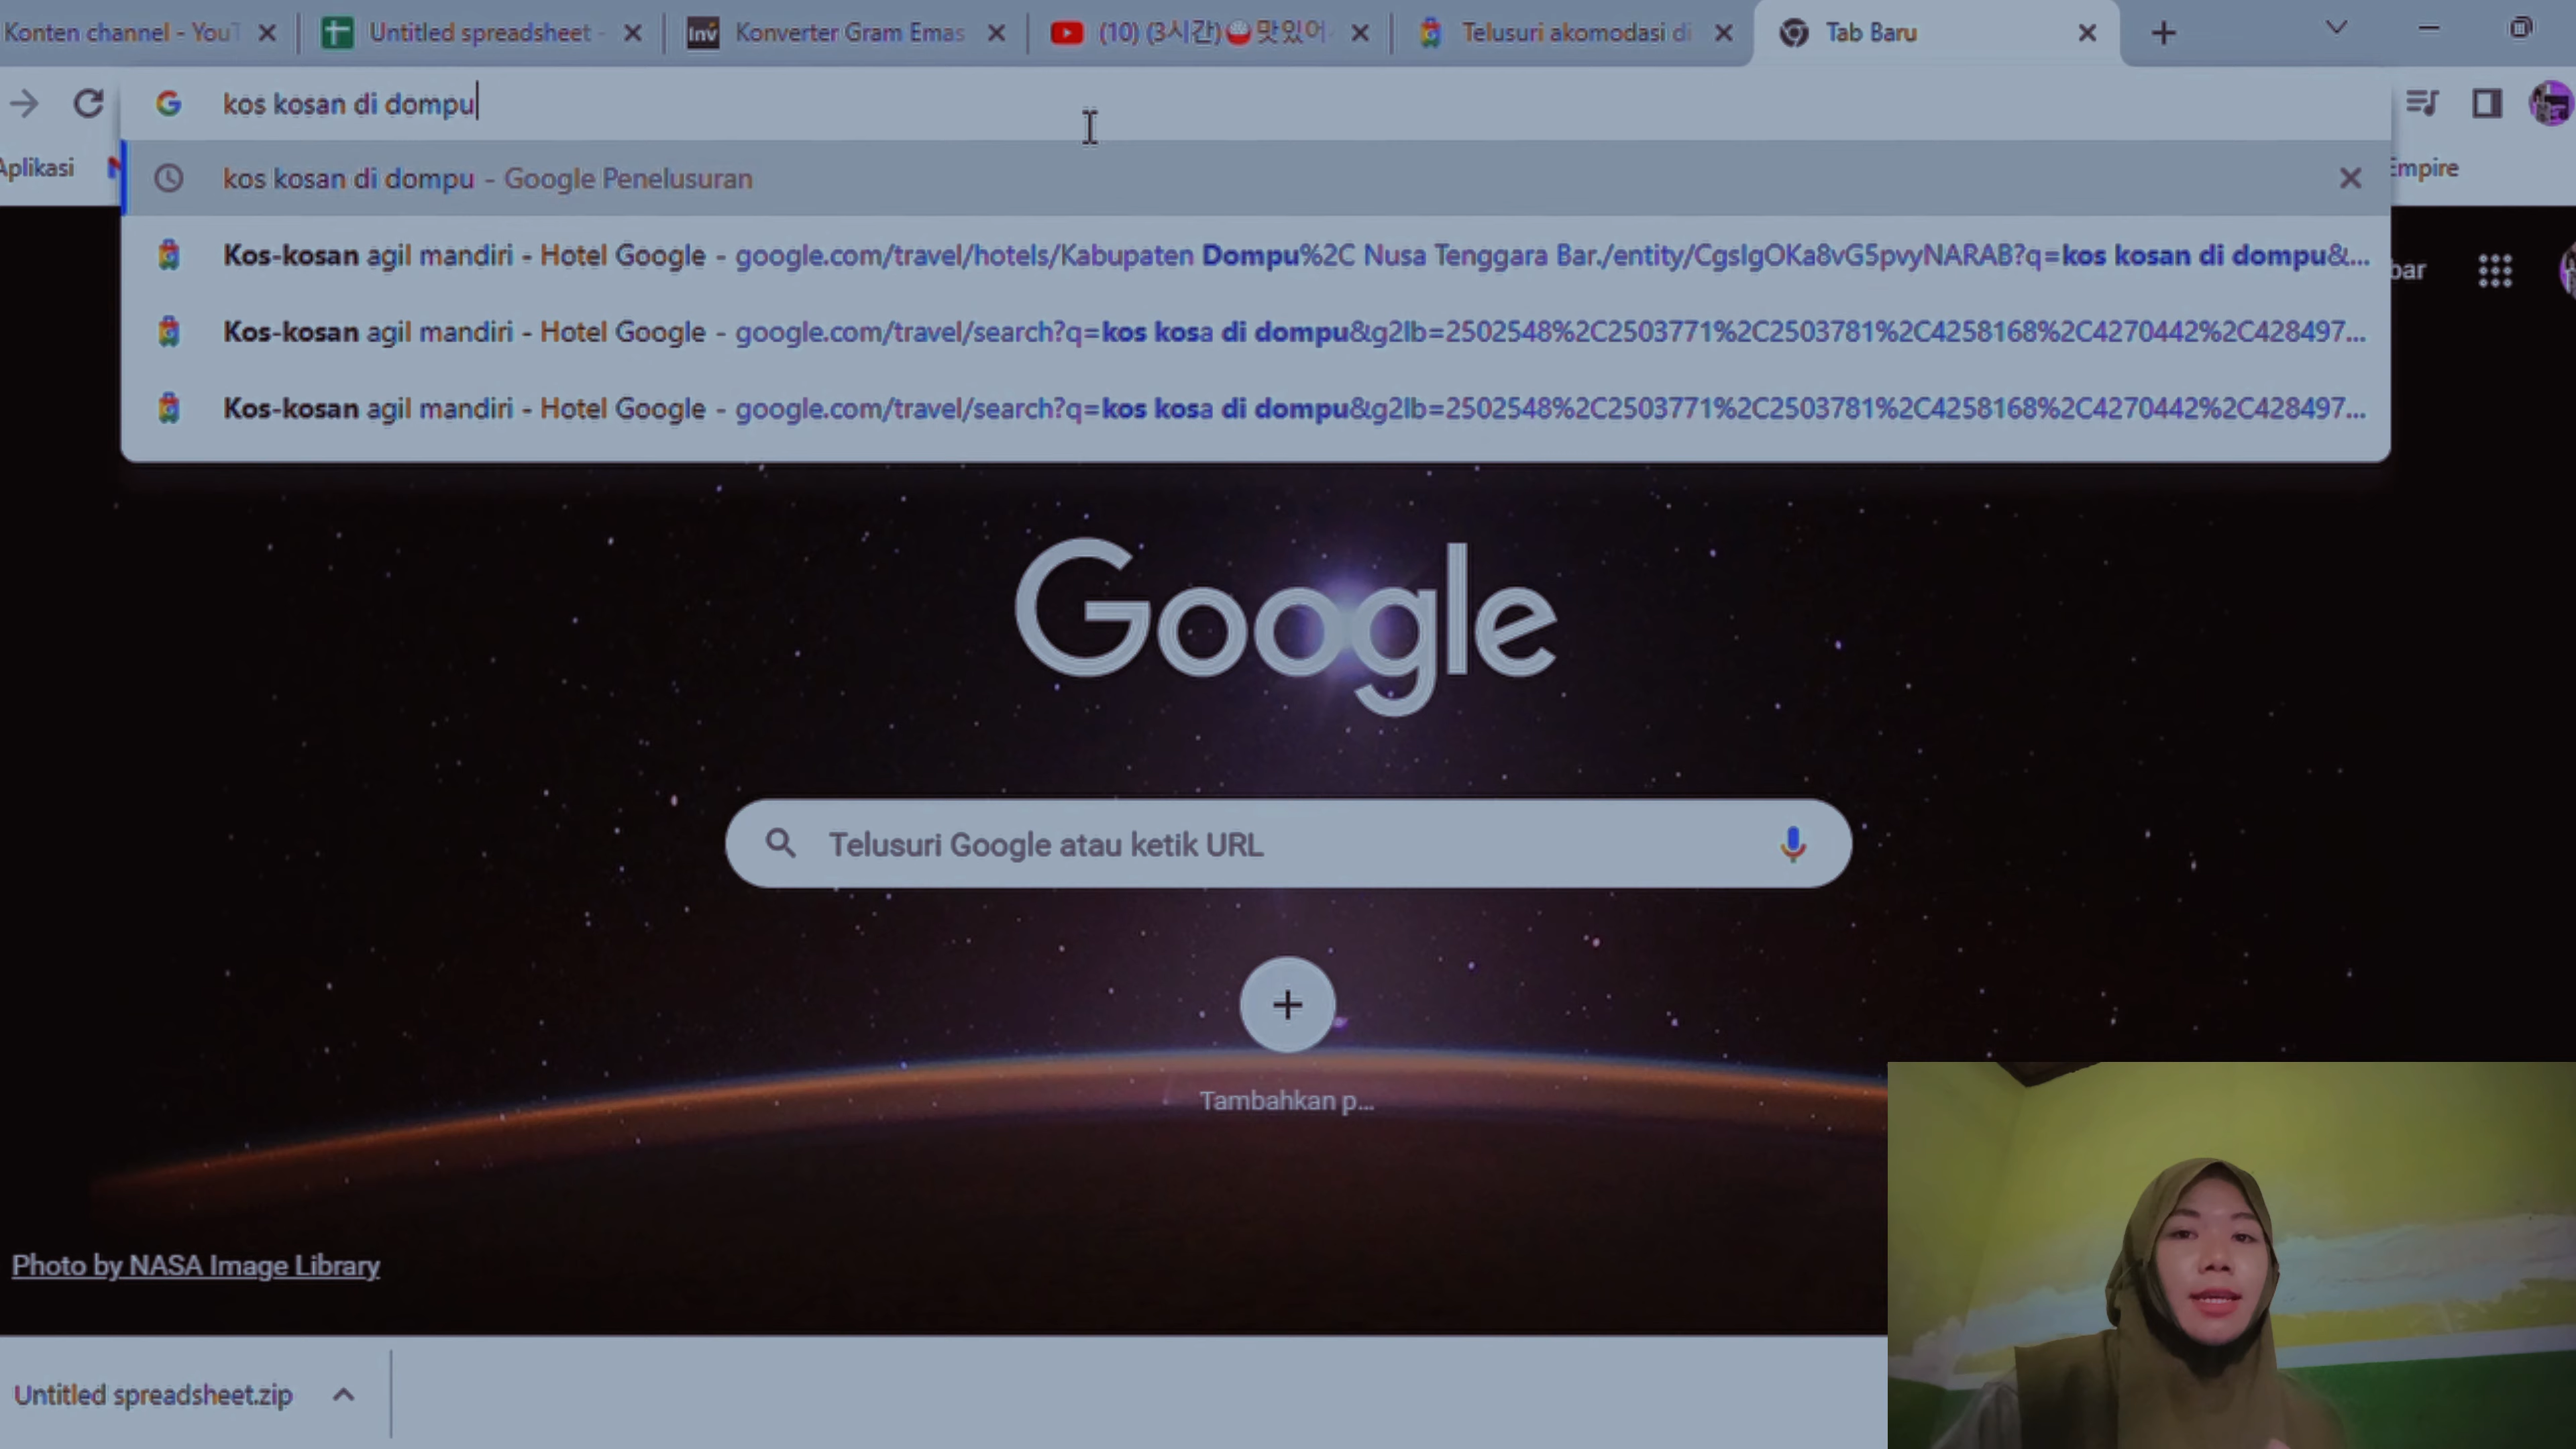 Konten channel - YouT
Untitled spreadsheet -
Inv Konverter Gram Emas
(10) (3시간)🍚맛있어
Telusuri akomodasi di
Tab Baru
kos kosan di dompu
Aplikasi
kos kosan di dompu - Google Penelusuran
Empire
Kos-kosan agil mandiri - Hotel Google - google.com/travel/hotels/Kabupaten Dompu%2C Nusa Tenggara Bar./entity/CgsIgOKa8vG5pvyNARAB?q=kos kosan di dompu&...
bar
Kos-kosan agil mandiri - Hotel Google - google.com/travel/search?q=kos kosa di dompu&g2lb=2502548%2C2503771%2C2503781%2C4258168%2C4270442%2C428497...
Kos-kosan agil mandiri - Hotel Google - google.com/travel/search?q=kos kosa di dompu&g2lb=2502548%2C2503771%2C2503781%2C4258168%2C4270442%2C428497...
Google
Telusuri Google atau ketik URL
Tambahkan p...
Photo by NASA Image Library
Untitled spreadsheet.zip